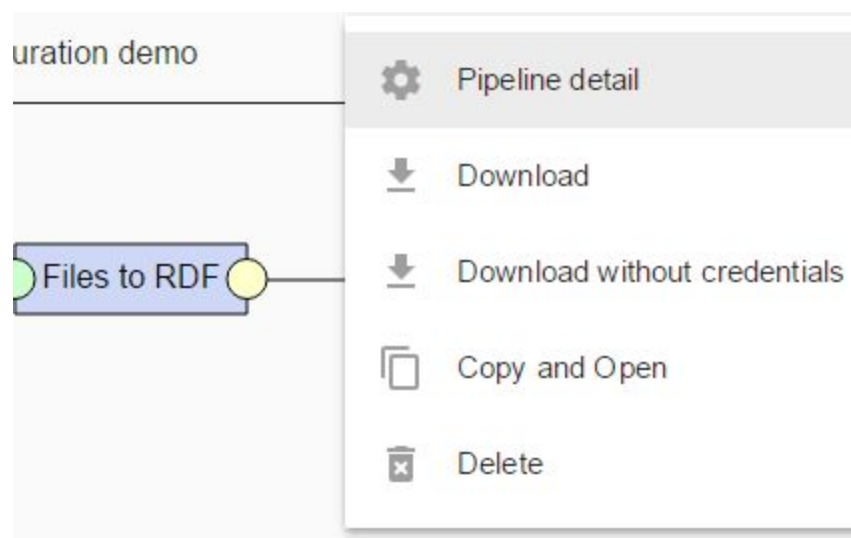 uration demo
Pipeline detail
Download
Files to RDF
Download without credentials
Copy and Open
Delete